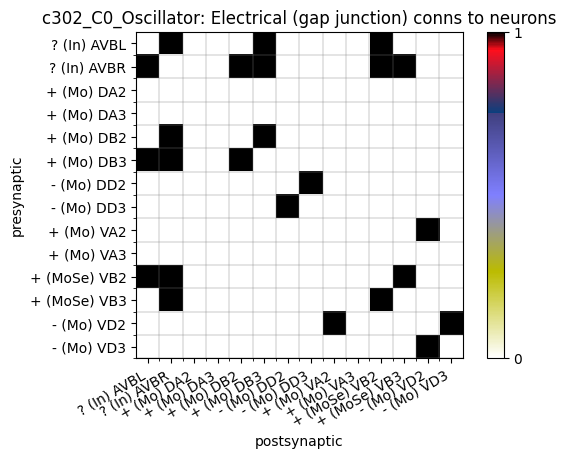 c302_C0_Oscillator: Electrical (gap junction) conns to neurons
? (In) AVBL
? (In) AVBR
+ (Mo) DA2
+ (Mo) DA3
+ (Mo) DB2
+ (Mo) DB3
- (Mo) DD2
- (Mo) DD3
+ (Mo) VA2
+ (Mo) VA3
+ (MoSe) VB2
+ (MoSe) VB3
- (Mo) VD2
- (Mo) VD3
presynaptic
? (In) AVBL
? (In) AVBR
+ (Mo) DA2
+ (Mo) DA3
+ (Mo) DB2
+ (Mo) DB3
- (Mo) DD2
- (Mo) DD3
+ (Mo) VA2
+ (Mo) VA3
+ (MoSe) VB2
+ (MoSe) VB3
- (Mo) VD2
- (Mo) VD3
postsynaptic
1
0